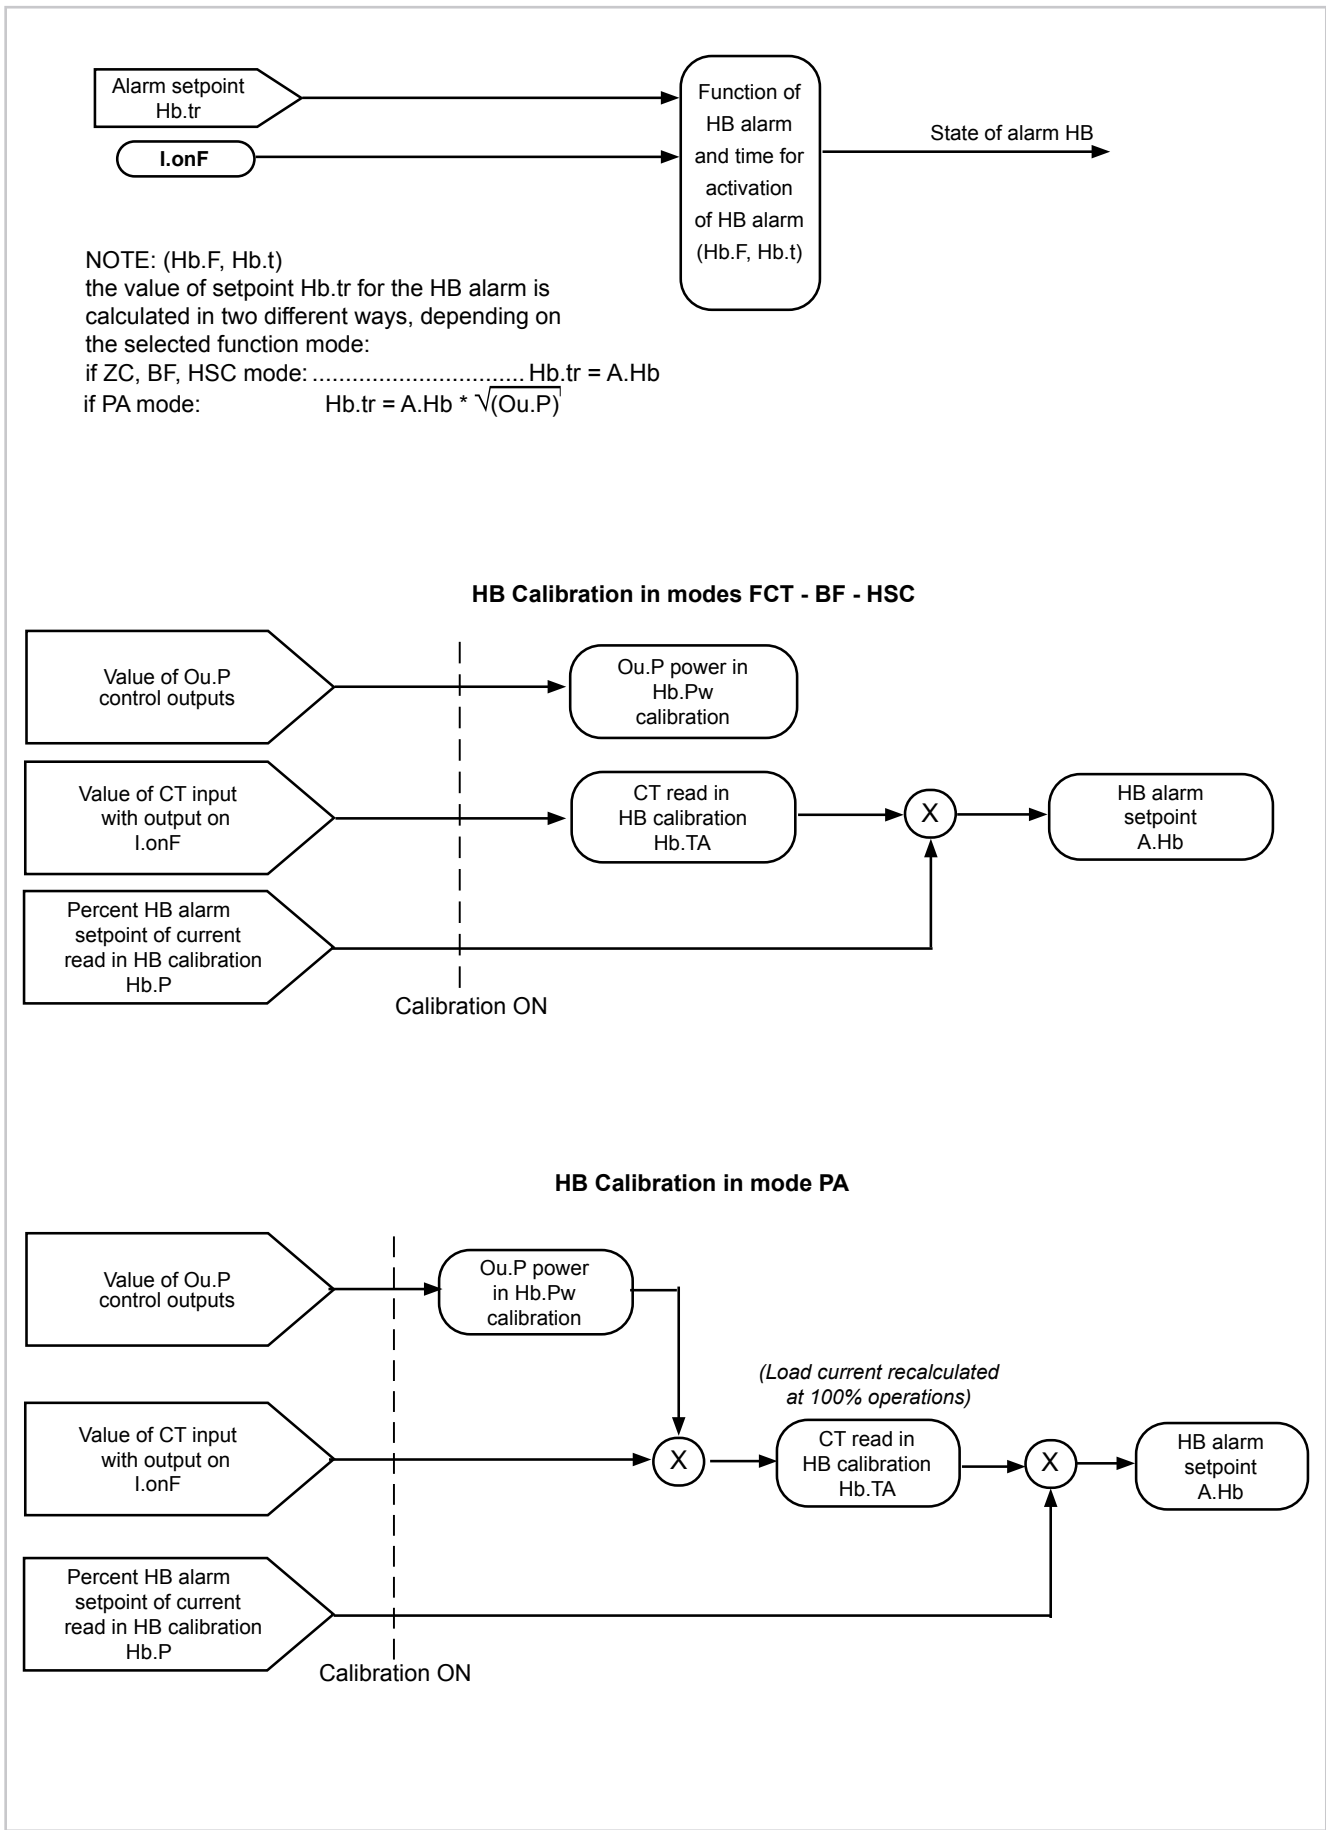 Alarm setpoint
Hb.tr
I.onF
Function of
HB alarm
and time for
activation
of HB alarm
(Hb.F, Hb.t)
State of alarm HB
NOTE: (Hb.F, Hb.t)
the value of setpoint Hb.tr for the HB alarm is
calculated in two different ways, depending on
the selected function mode:
if ZC, BF, HSC mode: ................................ Hb.tr = A.Hb
if PA mode: Hb.tr = A.Hb * √(Ou.P)
HB Calibration in modes FCT - BF - HSC
Value of Ou.P
control outputs
Ou.P power in
Hb.Pw
calibration
Value of CT input
with output on
I.onF
CT read in
HB calibration
Hb.TA
X
HB alarm
setpoint
A.Hb
Percent HB alarm
setpoint of current
read in HB calibration
Hb.P
Calibration ON
HB Calibration in mode PA
Value of Ou.P
control outputs
Ou.P power
in Hb.Pw
calibration
(Load current recalculated
at 100% operations)
Value of CT input
with output on
I.onF
X
CT read in
HB calibration
Hb.TA
X
HB alarm
setpoint
A.Hb
Percent HB alarm
setpoint of current
read in HB calibration
Hb.P
Calibration ON